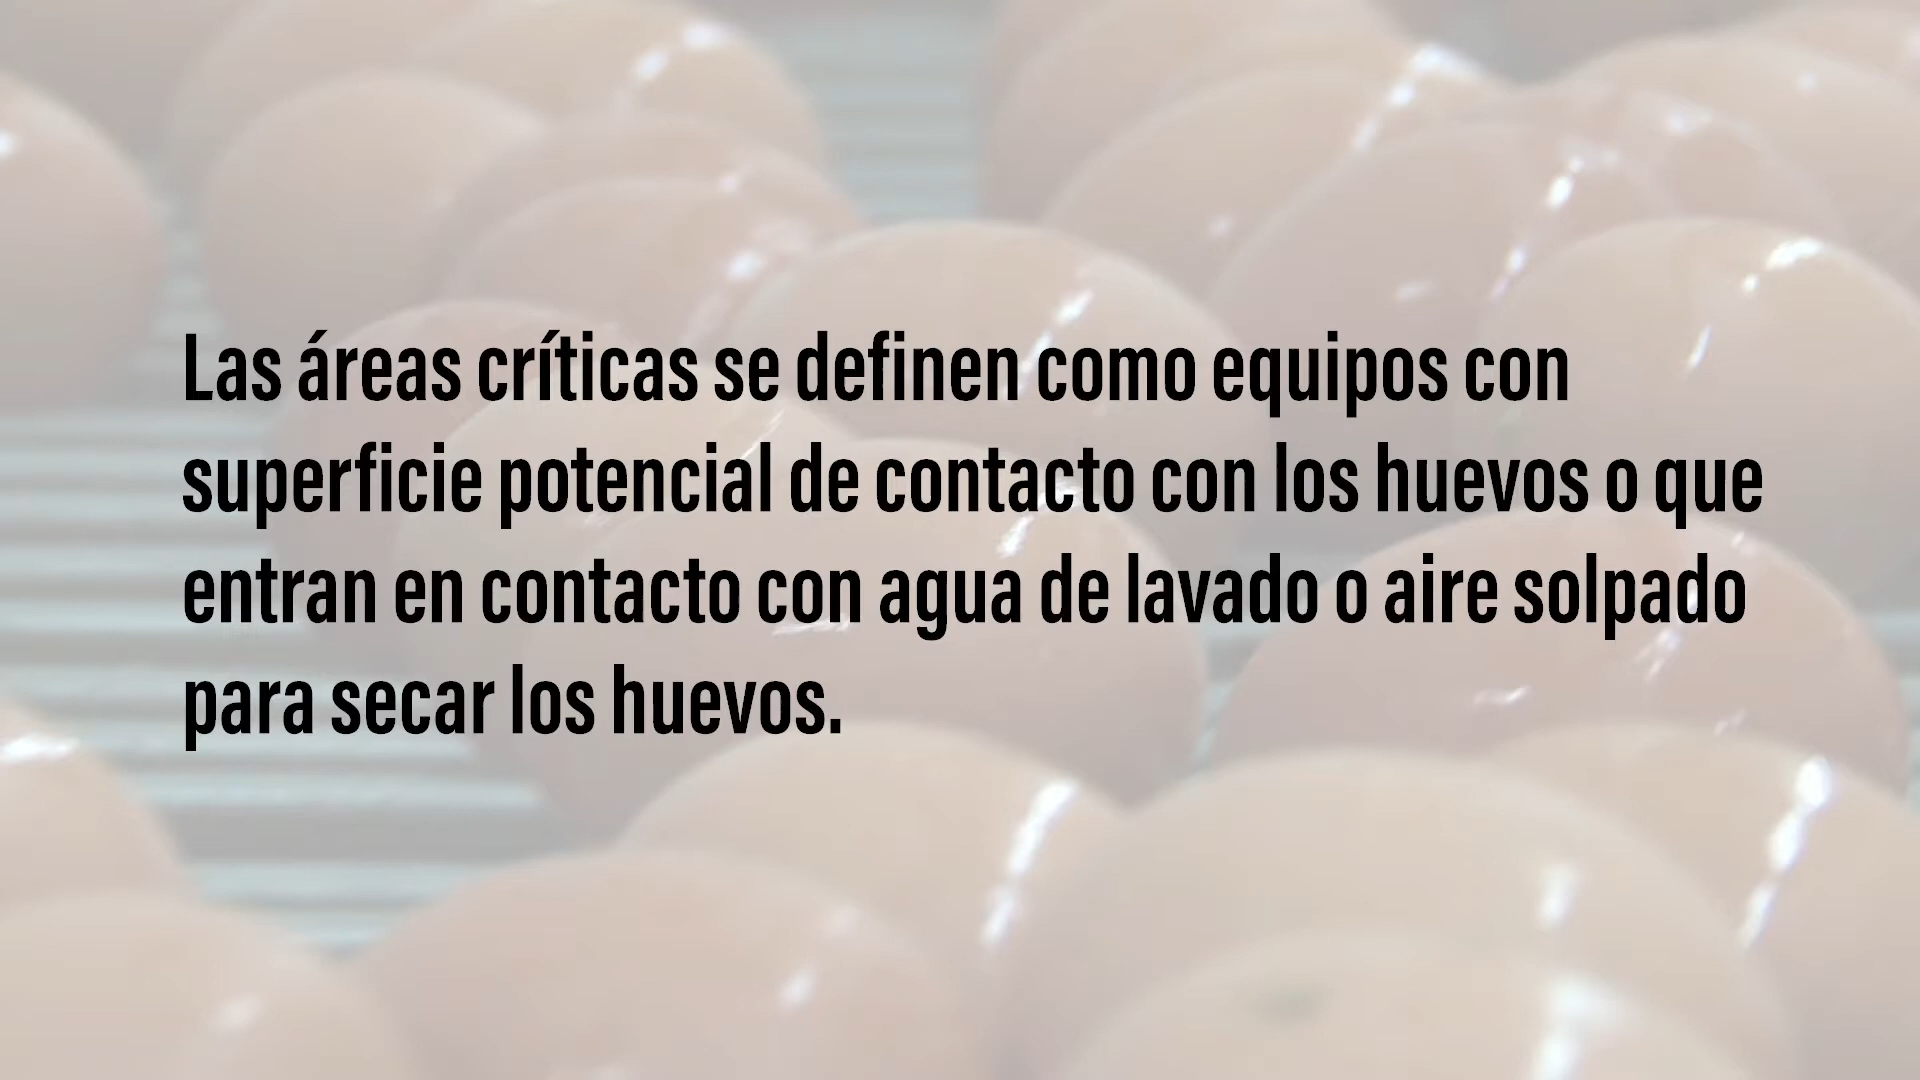 Las áreas críticas se definen como equipos con
superficie potencial de contacto con los huevos o que
entran en contacto con agua de lavado o aire solpado
para secar los huevos.